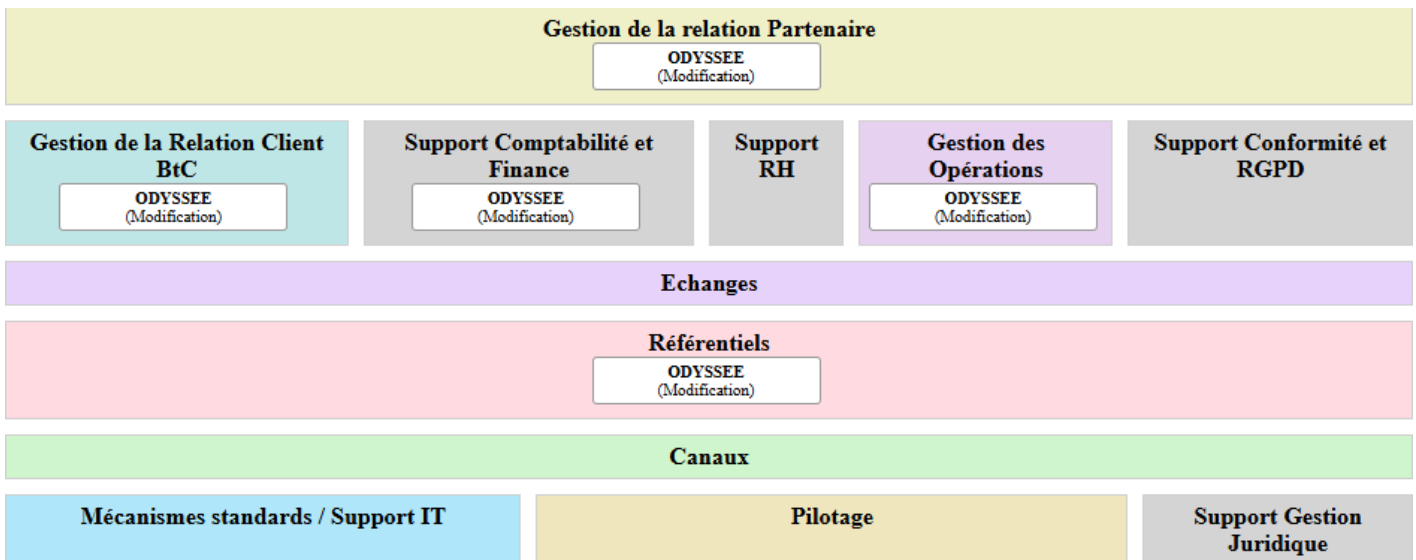 Gestion de la relation Partenaire
ODYSSEE
(Modification)
Gestion de la Relation Client
BtC
ODYSSEE
(Modification)
Support Comptabilité et
Finance
ODYSSEE
(Modification)
Support
RH
Gestion des
Opérations
ODYSSEE
(Modification)
Support Conformité et
RGPD
Echanges
Référentiels
ODYSSEE
(Modification)
Canaux
Mécanismes standards / Support IT
Pilotage
Support Gestion
Juridique